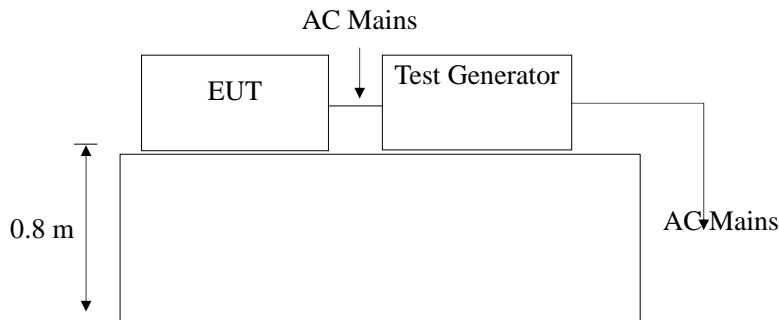 AC Mains
EUT
Test Generator
0.8 m
AC Mains